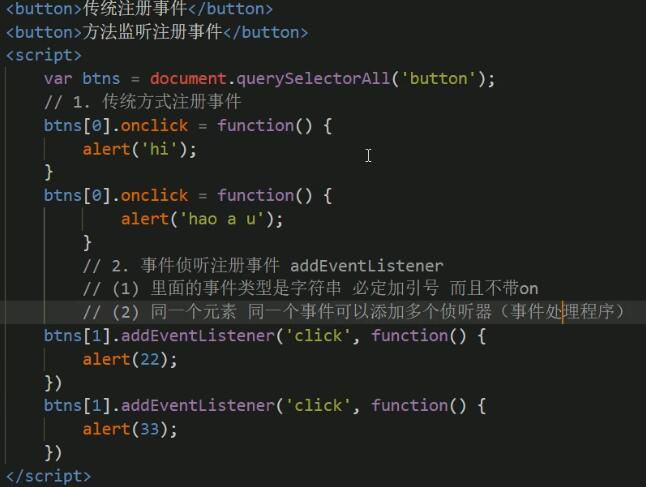 <button>传统注册事件</button>
<button>方法监听注册事件</button>
<script>
var btns = document.querySelectorAll('button');
// 1. 传统方式注册事件
btns[0].onclick = function() {
alert('hi');
}
btns[0].onclick = function() {
alert('hao a u');
}
// 2. 事件侦听注册事件 addEventListener
// (1) 里面的事件类型是字符串 必定加引号 而且不带on
// (2) 同一个元素 同一个事件可以添加多个侦听器（事件处理程序）
btns[1].addEventListener('click', function() {
alert(22);
})
btns[1].addEventListener('click', function() {
alert(33);
})
</script>